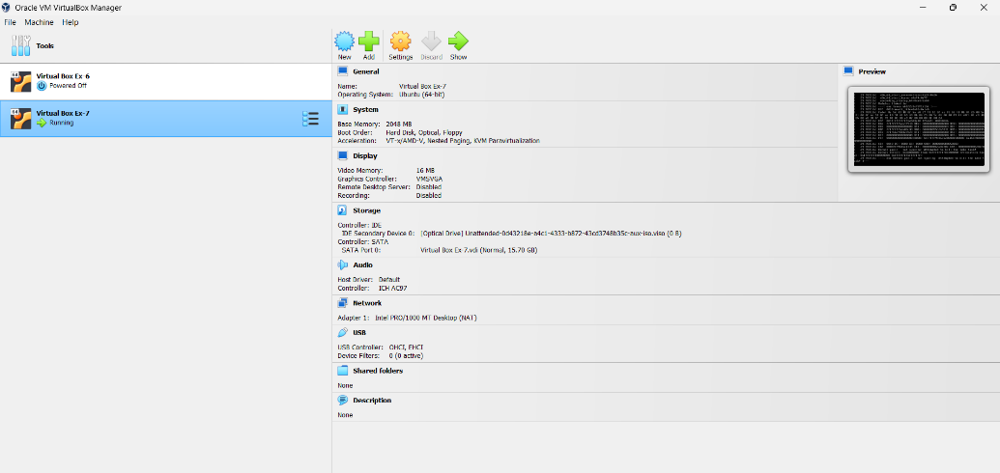 Oracle VM VirtualBox Manager
File Machine Help
Tools
New Add Settings Discard Show
Virtual Box Ex-6
Powered Off
Virtual Box Ex-7
Running
General
Name: Virtual Box Ex-7
Operating System: Ubuntu (64-bit)
System
Base Memory: 2048 MB
Boot Order: Hard Disk, Optical, Floppy
Acceleration: VT-x/AMD-V, Nested Paging, KVM Paravirtualization
Display
Video Memory: 16 MB
Graphics Controller: VMSVGA
Remote Desktop Server: Disabled
Recording: Disabled
Storage
Controller: IDE
IDE Secondary Device 0: [Optical Drive] Unattended-0d43218e-a4c1-4333-b872-43cd3748b35c-aux-iso.viso (0 B)
Controller: SATA
SATA Port 0: Virtual Box Ex-7.vdi (Normal, 15.70 GB)
Audio
Host Driver: Default
Controller: ICH AC97
Network
Adapter 1: Intel PRO/1000 MT Desktop (NAT)
USB
USB Controller: OHCI, EHCI
Device Filters: 0 (0 active)
Shared folders
None
Description
None
Preview